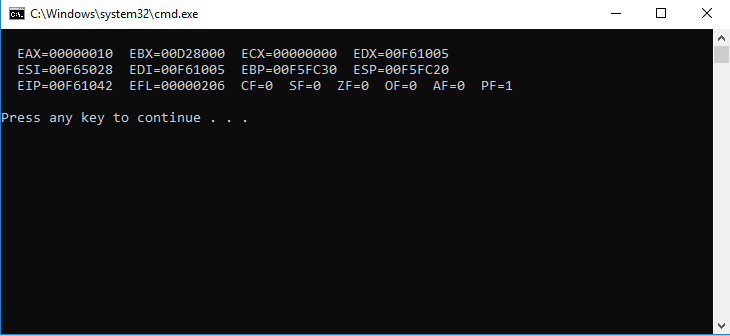 C:\Windows\system32\cmd.exe
EAX=00000010  EBX=00D28000  ECX=00000000  EDX=00F61005
ESI=00F65028  EDI=00F61005  EBP=00F5FC30  ESP=00F5FC20
EIP=00F61042  EFL=00000206  CF=0  SF=0  ZF=0  OF=0  AF=0  PF=1
Press any key to continue . . .